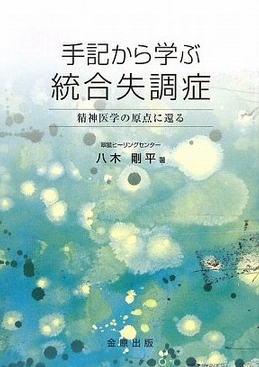 手記から学ぶ
統合失調症
精神医学の原点に還る
翠星ヒーリングセンター
八木 剛平 著
金原出版